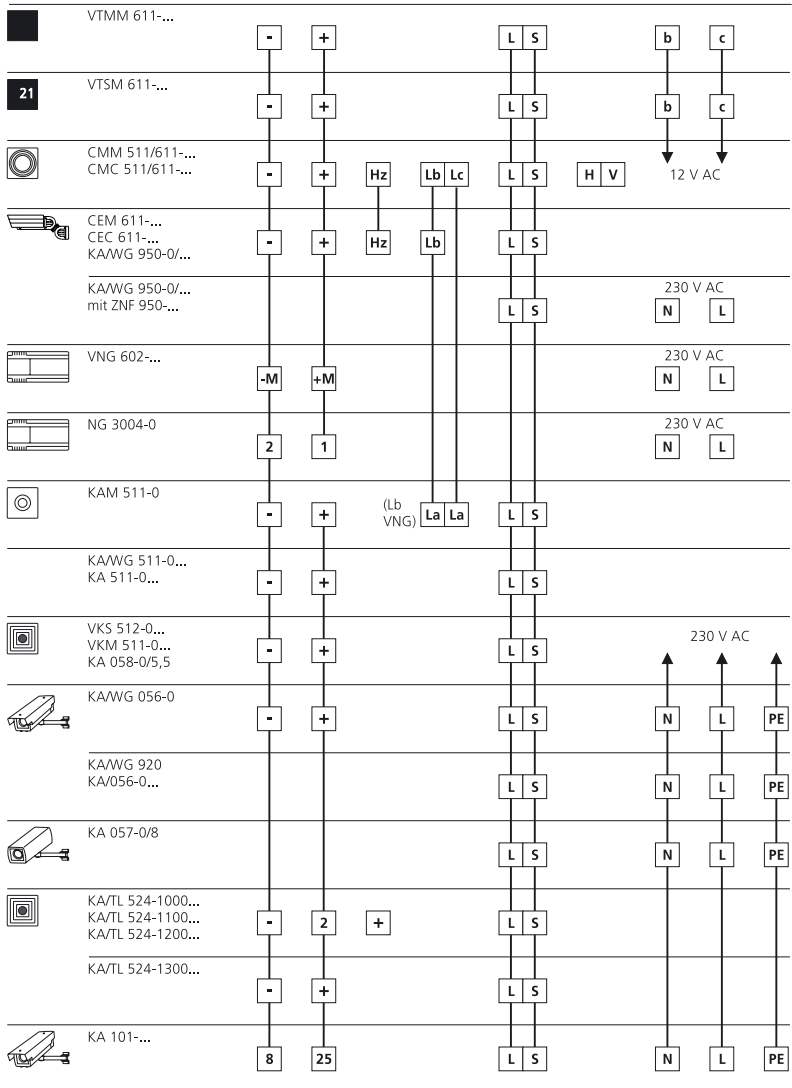 VTMM 611-...
- + L S b c
21
VTSM 611-...
- + L S b c
CMM 511/611-...
CMC 511/611-...
- + Hz Lb Lc L S H V 12 V AC
CEM 611-...
CEC 611-...
KA/WG 950-0/...
- + Hz Lb L S
KA/WG 950-0/...
mit ZNF 950-...
230 V AC
L S N L
VNG 602-...
230 V AC
-M +M N L
NG 3004-0
230 V AC
2 1 N L
KAM 511-0
- + (Lb
VNG) La La L S
KA/WG 511-0...
KA 511-0...
- + L S
VKS 512-0...
VKM 511-0...
KA 058-0/5,5
230 V AC
- + L S
KA/WG 056-0
- + L S N L PE
KA/WG 920
KA/056-0...
L S N L PE
KA 057-0/8
L S N L PE
KA/TL 524-1000...
KA/TL 524-1100...
KA/TL 524-1200...
- 2 + L S
KA/TL 524-1300...
- + L S
KA 101-...
8 25 L S N L PE